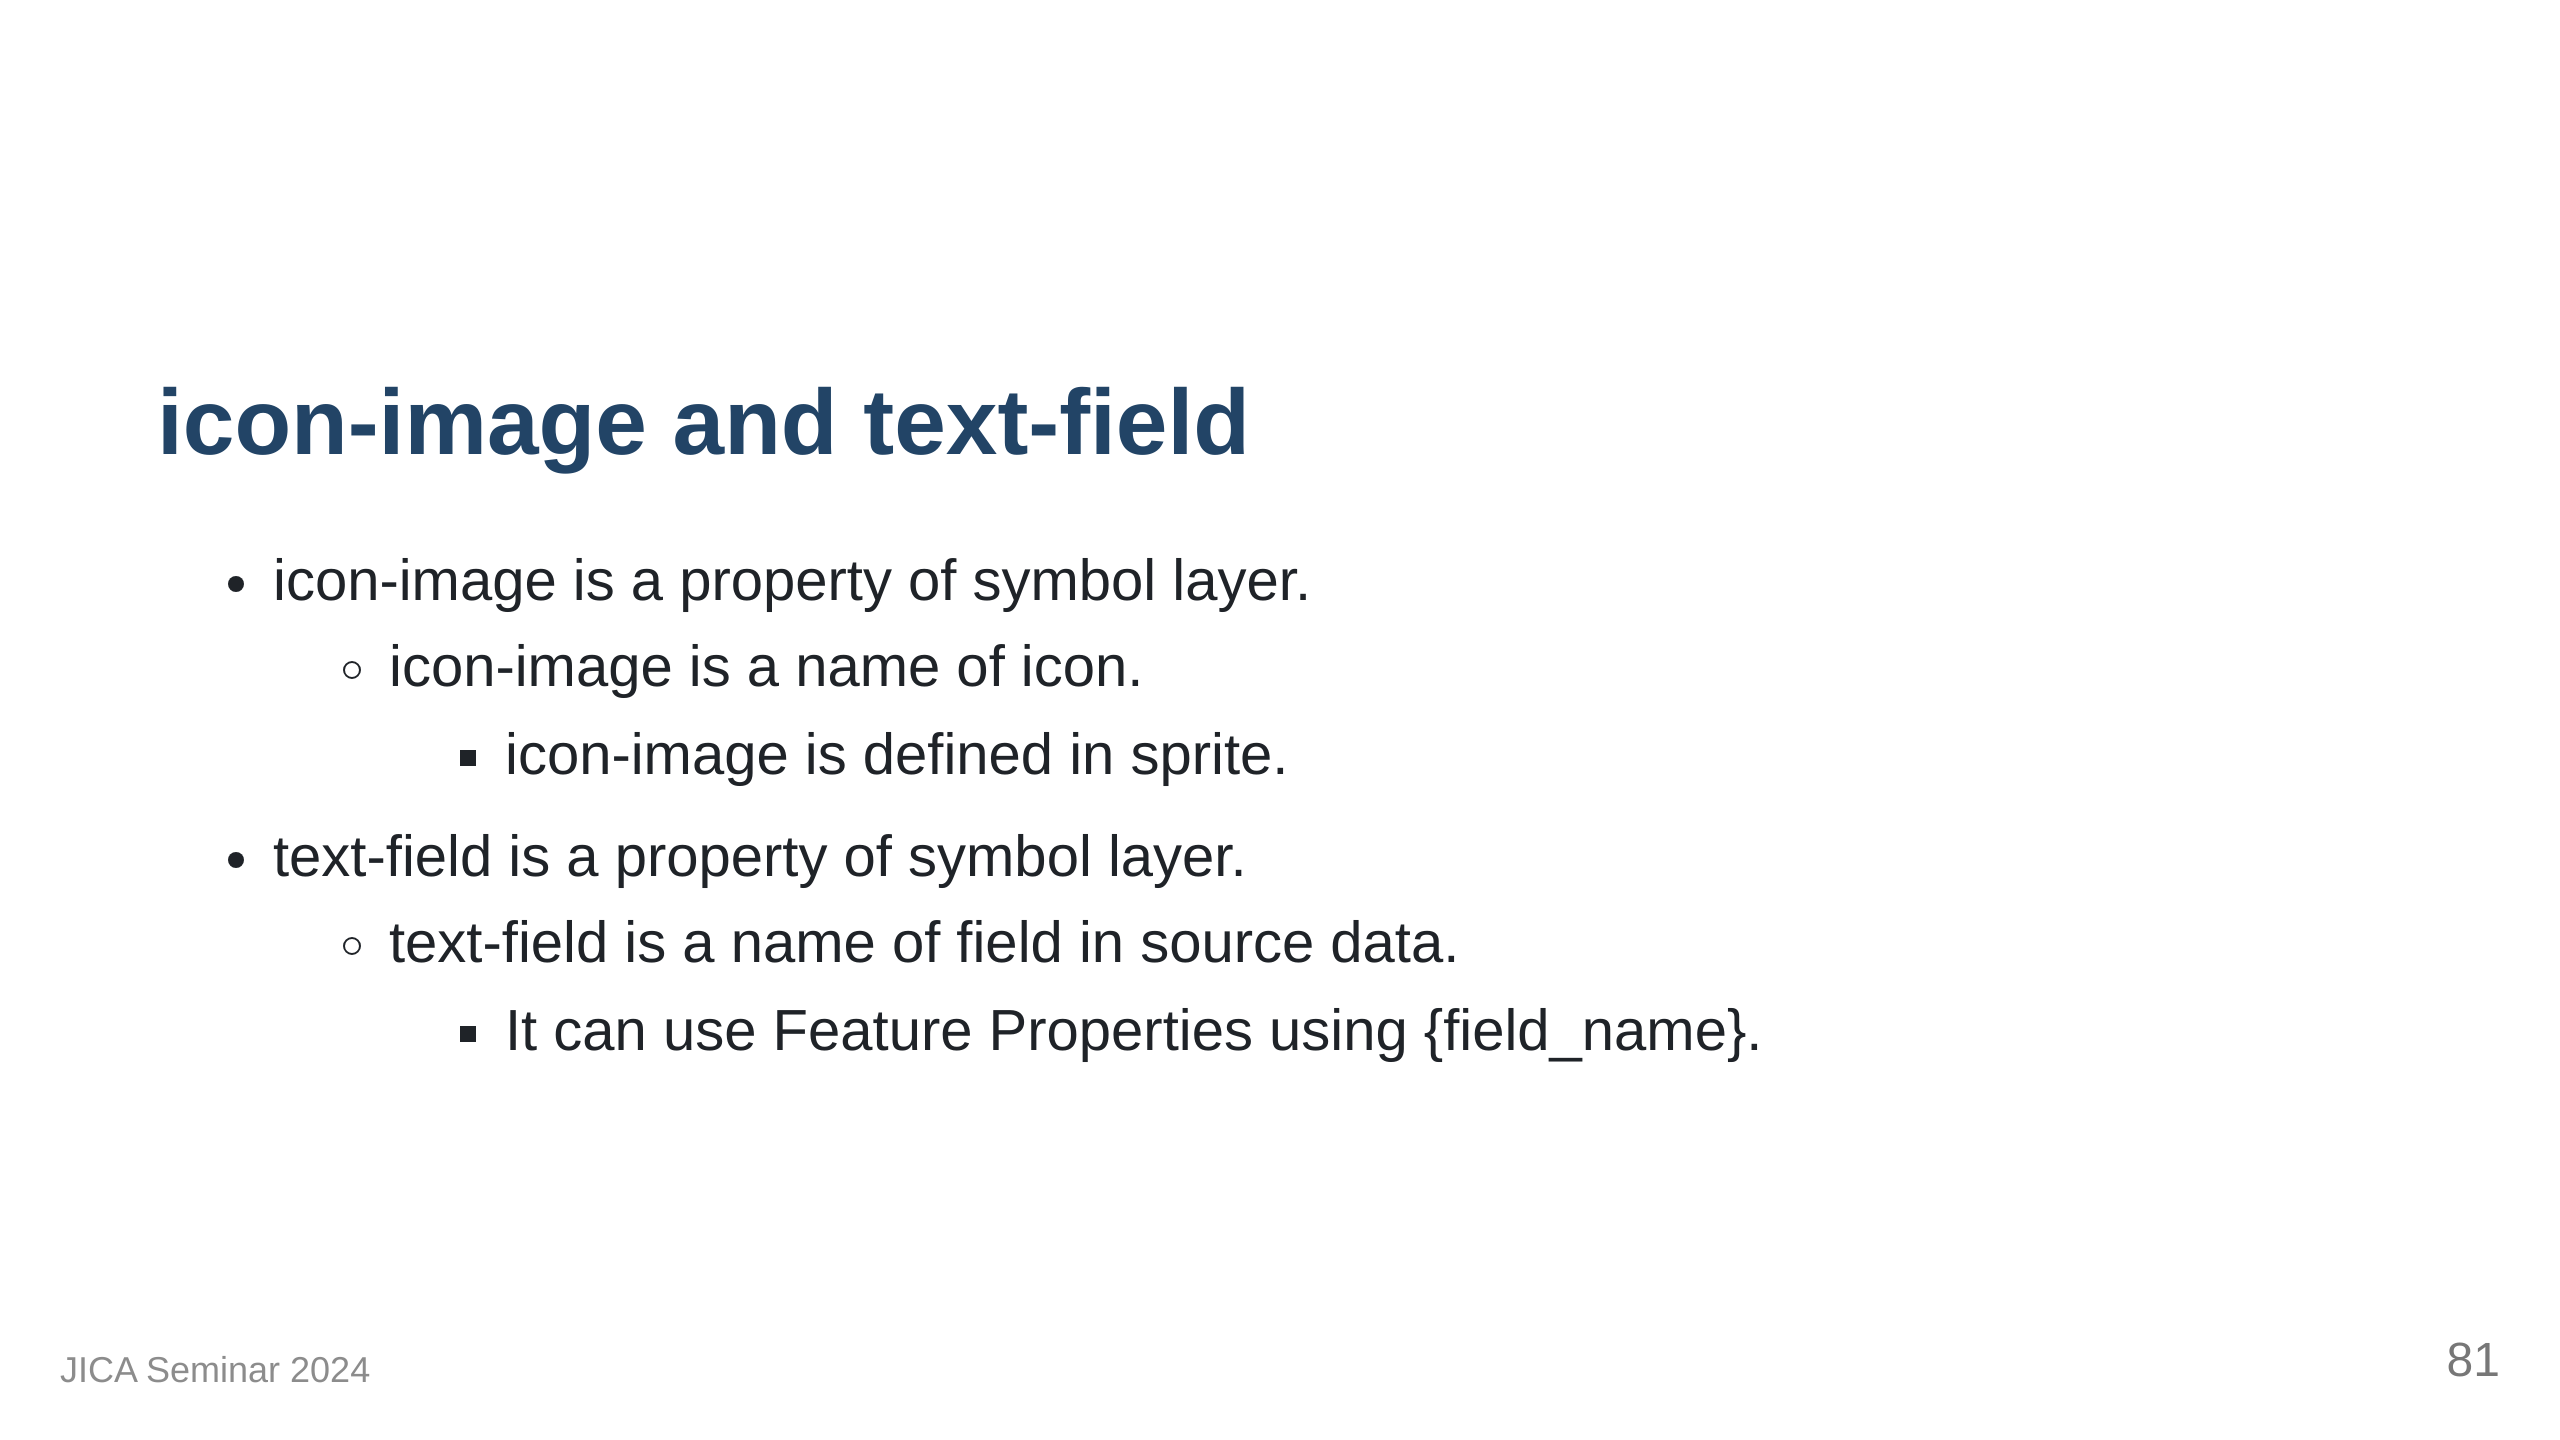 icon-image and text-field
icon-image is a property of symbol layer.
icon-image is a name of icon.
icon-image is defined in sprite.
text-field is a property of symbol layer.
text-field is a name of field in source data.
It can use Feature Properties using {field_name}.
JICA Seminar 2024
81